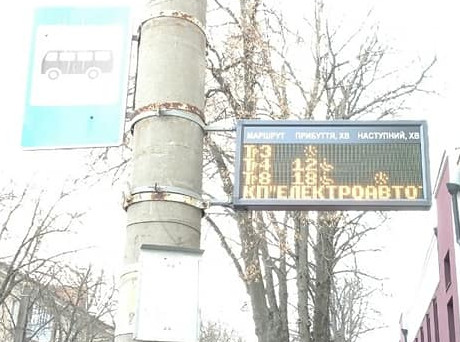 МАРШРУТ ПРИБУТТЯ, ХВ НАСТУПНИЙ, ХВ
Т3 *
Т4 12
Т8 18 *
КП"ЕЛЕКТРОАВТО